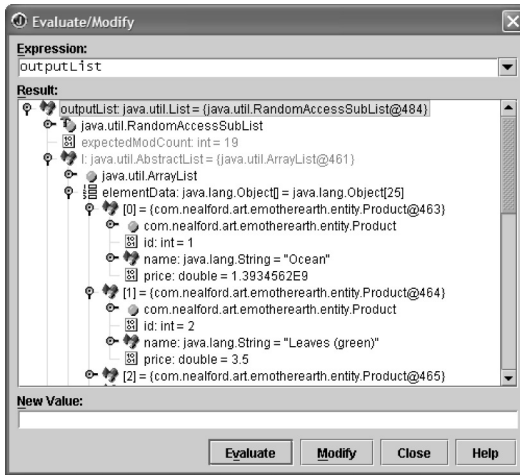 Evaluate/Modify
Expression:
outputList
Result:
outputList: java.util.List = {java.util.RandomAccessSubList@484}
java.util.RandomAccessSubList
expectedModCount: int = 19
l: java.util.AbstractList = {java.util.ArrayList@461}
java.util.ArrayList
elementData: java.lang.Object[] = java.lang.Object[25]
[0] = {com.nealford.art.emotherearth.entity.Product@463}
com.nealford.art.emotherearth.entity.Product
id: int = 1
name: java.lang.String = "Ocean"
price: double = 1.3934562E9
[1] = {com.nealford.art.emotherearth.entity.Product@464}
com.nealford.art.emotherearth.entity.Product
id: int = 2
name: java.lang.String = "Leaves (green)"
price: double = 3.5
[2] = {com.nealford.art.emotherearth.entity.Product@465}
New Value:
Evaluate Modify Close Help